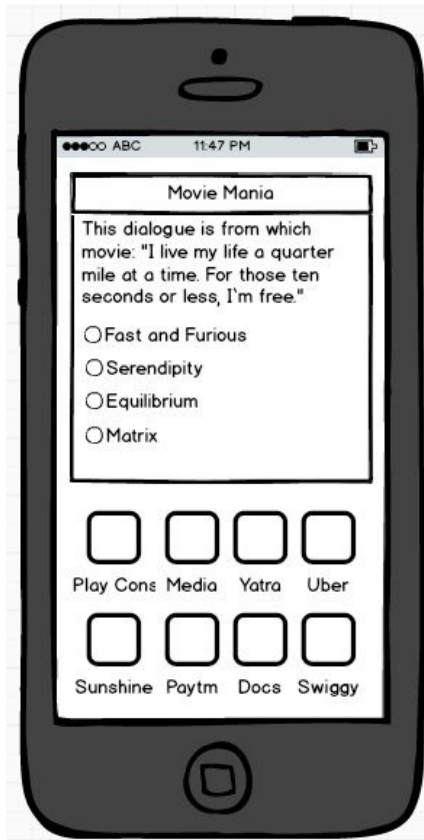 ABC 11:47 PM
Movie Mania
This dialogue is from which
movie: "I live my life a quarter
mile at a time. For those ten
seconds or less, I`m free."
Fast and Furious
Serendipity
Equilibrium
Matrix
Play Cons Media Yatra Uber
Sunshine Paytm Docs Swiggy